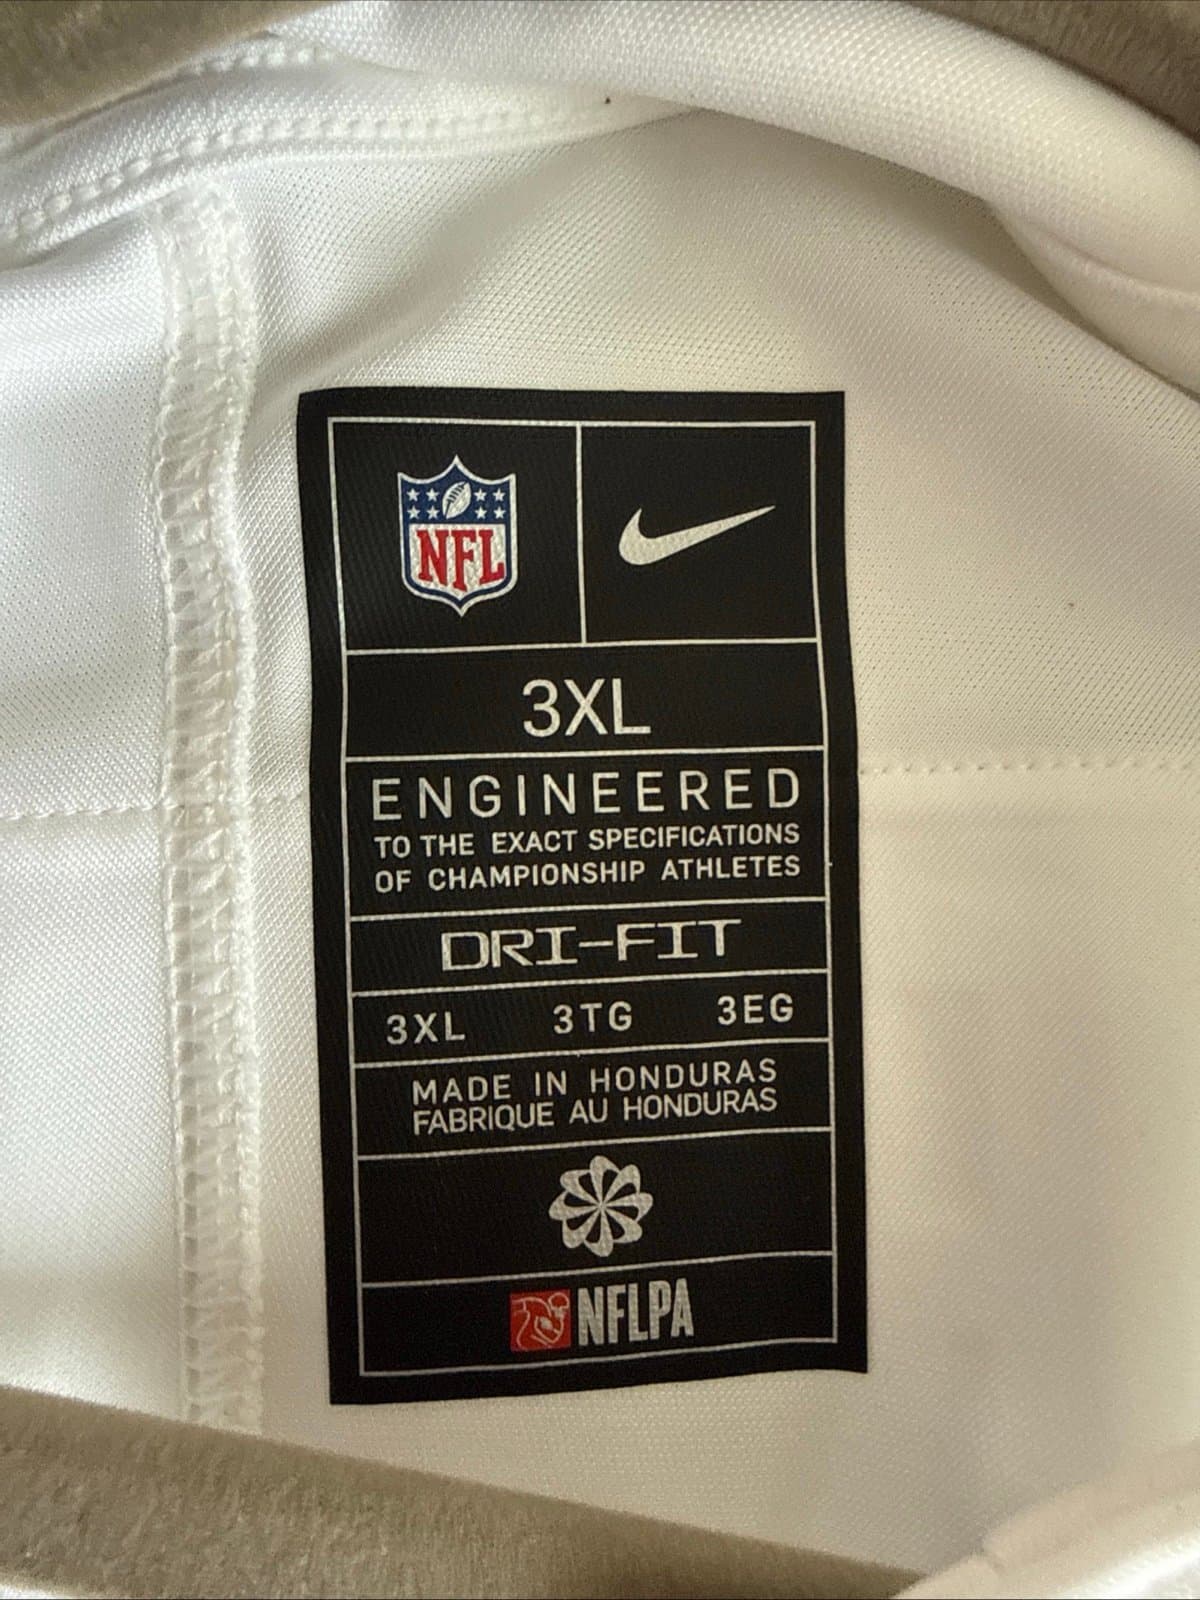 NFL
3XL
ENGINEERED
TO THE EXACT SPECIFICATIONS
OF CHAMPIONSHIP ATHLETES
DRI-FIT
3XL 3TG 3EG
MADE IN HONDURAS
FABRIQUE AU HONDURAS
NFLPA